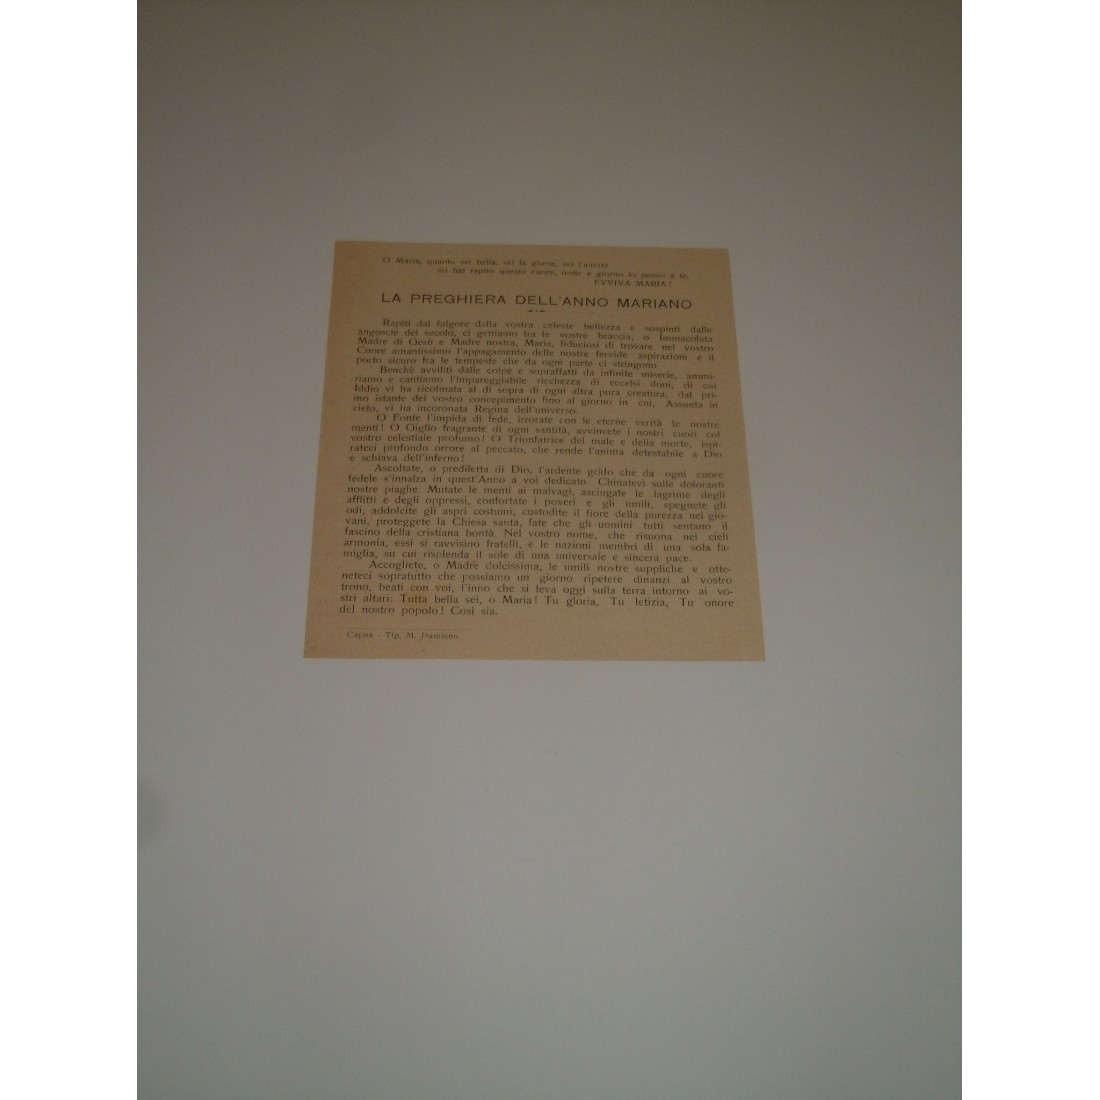 O Maria, quanto sei bella, sei la gloria, sei l'amore
mi hai rapito questo cuore, notte e giorno io penso a te.
EVVIVA MARIA!
LA PREGHIERA DELL'ANNO MARIANO
Rapiti dal fulgore della vostra celeste bellezza e sospinti dalle
angoscie del secolo, ci gettiamo tra le vostre braccia, o Immacolata
Madre di Gesù e Madre nostra, Maria, fiduciosi di trovare nel vostro
Cuore amantissimo l'appagamento delle nostre fervide aspirazioni e il
porto sicuro fra le tempeste che da ogni parte ci stringono
Benchè avviliti dalle colpe e sopraffatti da infinite miserie, ammi-
riamo e cantiamo l'impareggiabile ricchezza di eccelsi doni, di cui
Iddio vi ha ricolmata al di sopra di ogni altra pura creatura, dal pri-
mo istante del vostro concepimento fino al giorno in cui, Assunta in
cielo, vi ha incoronata Regina dell'universo.
O Fonte l'impida di fede, irrorate con le eterne verità le nostre
menti! O Giglio fragrante di ogni santità, avvinvete i nostri cuori col
vostro celestiale profumo! O Trionfatrice del male e della morte, ispi-
rateci profondo orrore al peccato, che rende l'anima detestabile a Dio
e schiava dell'inferno!
Ascoltate, o prediletta di Dio, l'ardente grido che da ogni cuore
fedele s'innalza in quest'Anno a voi dedicato. Chinatevi sulle doloranti
nostre piaghe. Mutate le menti ai malvagi, asciugate le lagrime degli
afflitti e degli oppressi, confortate i poveri e gli umili, spegnete gli
odi, addolcite gli aspri costumi, custodite il fiore della purezza nei gio-
vani, proteggete la Chiesa santa, fate che gli uomini tutti sentano il
fascino della cristiana bontà. Nel vostro nome, che risuona nei cieli
armonia, essi si ravvisino fratelli, e le nazioni membri di una sola fa-
miglia, su cui risplenda il sole di una universale e sincera pace.
Accogliete, o Madre dolcissima, le umili nostre suppliche e otte-
neteci sopratutto che possiamo un giorno ripetere dinanzi al vostro
trono, beati con voi, l'inno che si leva oggi sulla terra intorno ai vo-
stri altari: Tutta bella sei, o Maria! Tu gloria, Tu letizia, Tu onore
del nostro popolo! Così sia.
Capua - Tip. M. Damiano